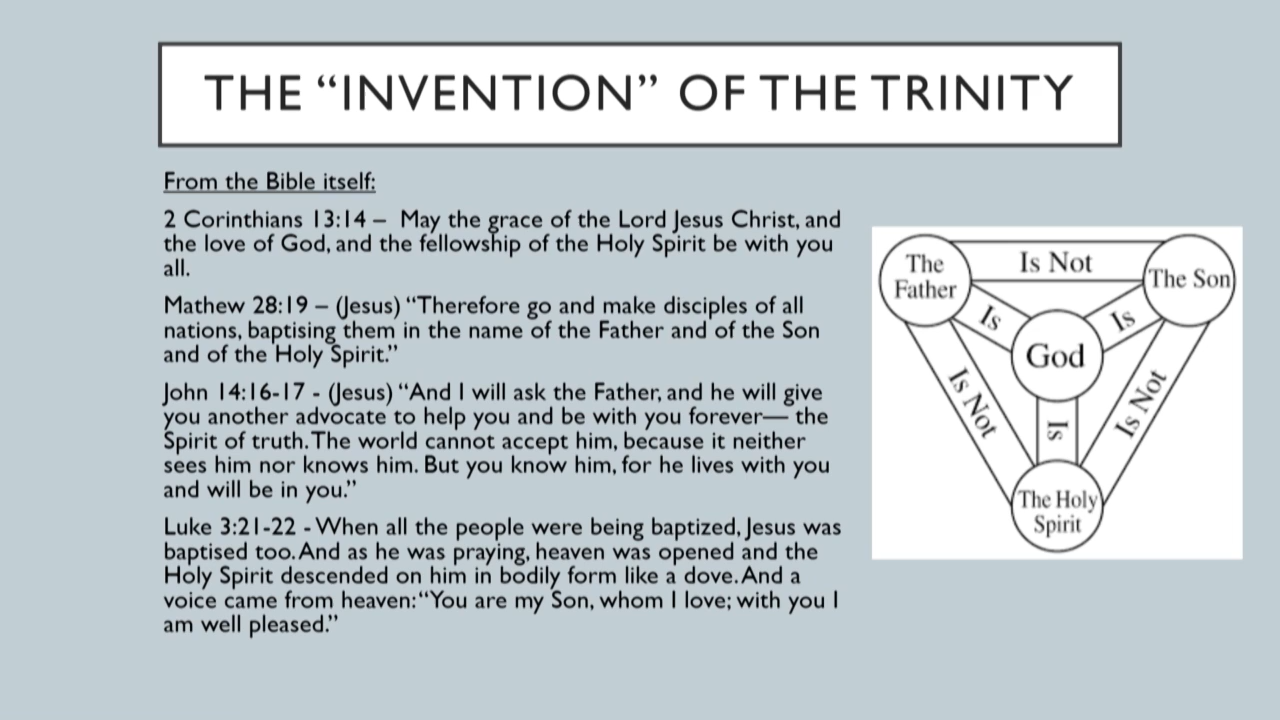 THE “INVENTION” OF THE TRINITY
From the Bible itself:
2 Corinthians 13:14 – May the grace of the Lord Jesus Christ, and
the love of God, and the fellowship of the Holy Spirit be with you
all.
Mathew 28:19 – (Jesus) “Therefore go and make disciples of all
nations, baptising them in the name of the Father and of the Son
and of the Holy Spirit.”
John 14:16-17 - (Jesus) “And I will ask the Father, and he will give
you another advocate to help you and be with you forever— the
Spirit of truth. The world cannot accept him, because it neither
sees him nor knows him. But you know him, for he lives with you
and will be in you.”
Luke 3:21-22 - When all the people were being baptized, Jesus was
baptised too. And as he was praying, heaven was opened and the
Holy Spirit descended on him in bodily form like a dove. And a
voice came from heaven: “You are my Son, whom I love; with you I
am well pleased.”
The
Father
Is Not
The Son
Is
Is
God
Is Not
Is
Is Not
The Holy
Spirit